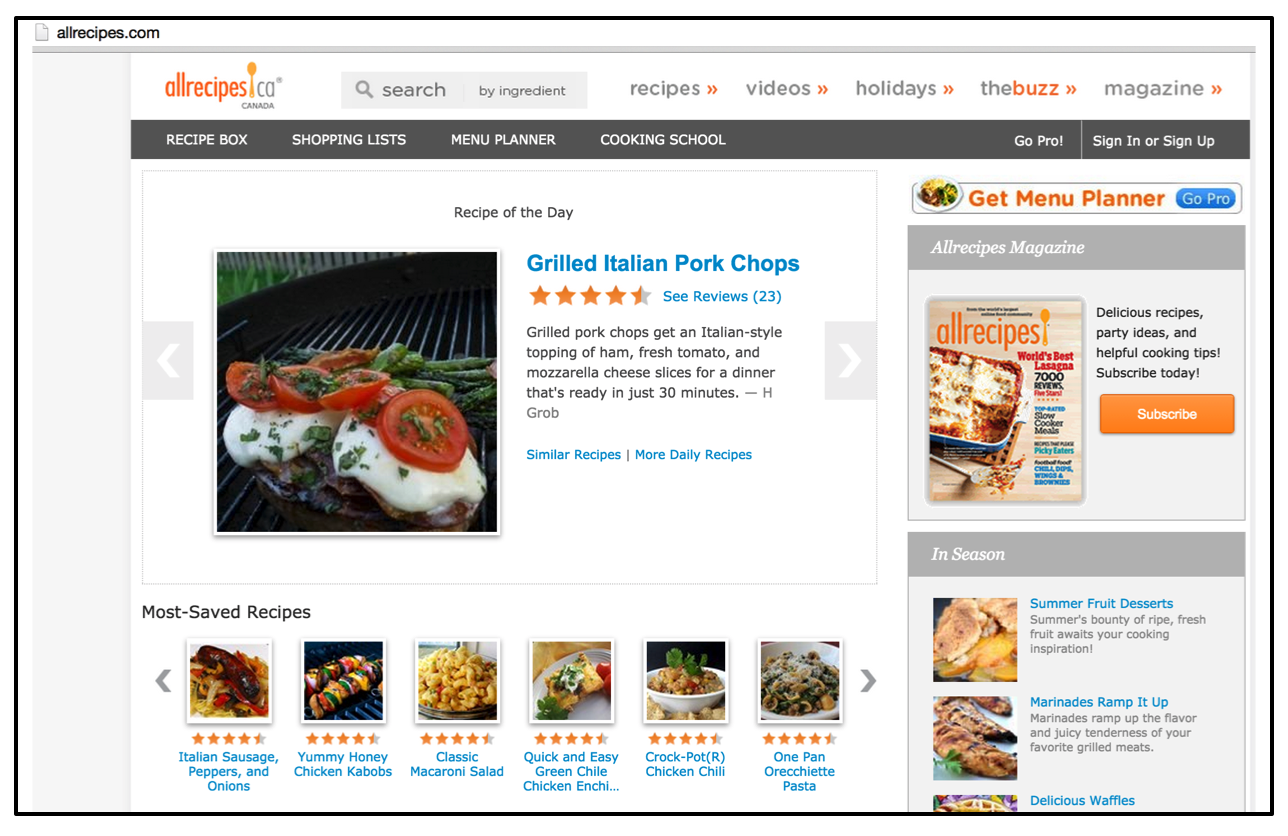 allrecipes.com
allrecipes ca®
CANADA
search by ingredient
recipes »
videos »
holidays »
thebuzz »
magazine »
RECIPE BOX
SHOPPING LISTS
MENU PLANNER
COOKING SCHOOL
Go Pro!
Sign In or Sign Up
Recipe of the Day
Grilled Italian Pork Chops
See Reviews (23)
Grilled pork chops get an Italian-style
topping of ham, fresh tomato, and
mozzarella cheese slices for a dinner
that's ready in just 30 minutes. — H
Grob
Similar Recipes | More Daily Recipes
Most-Saved Recipes
Italian Sausage,
Peppers, and
Onions
Yummy Honey
Chicken Kabobs
Classic
Macaroni Salad
Quick and Easy
Green Chile
Chicken Enchi...
Crock-Pot(R)
Chicken Chili
One Pan
Orecchiette
Pasta
Get Menu Planner Go Pro
Allrecipes Magazine
from the world's largest
online food community
allrecipes
World's Best
Lasagna
7000
REVIEWS,
Five Stars!
TOP-RATED
Slow
Cooker
Meals
RECIPES THAT PLEASE
Picky Eaters
Football Food!
CHILI, DIPS,
WINGS &
BROWNIES
Delicious recipes,
party ideas, and
helpful cooking tips!
Subscribe today!
Subscribe
In Season
Summer Fruit Desserts
Summer's bounty of ripe, fresh
fruit awaits your cooking
inspiration!
Marinades Ramp It Up
Marinades ramp up the flavor
and juicy tenderness of your
favorite grilled meats.
Delicious Waffles